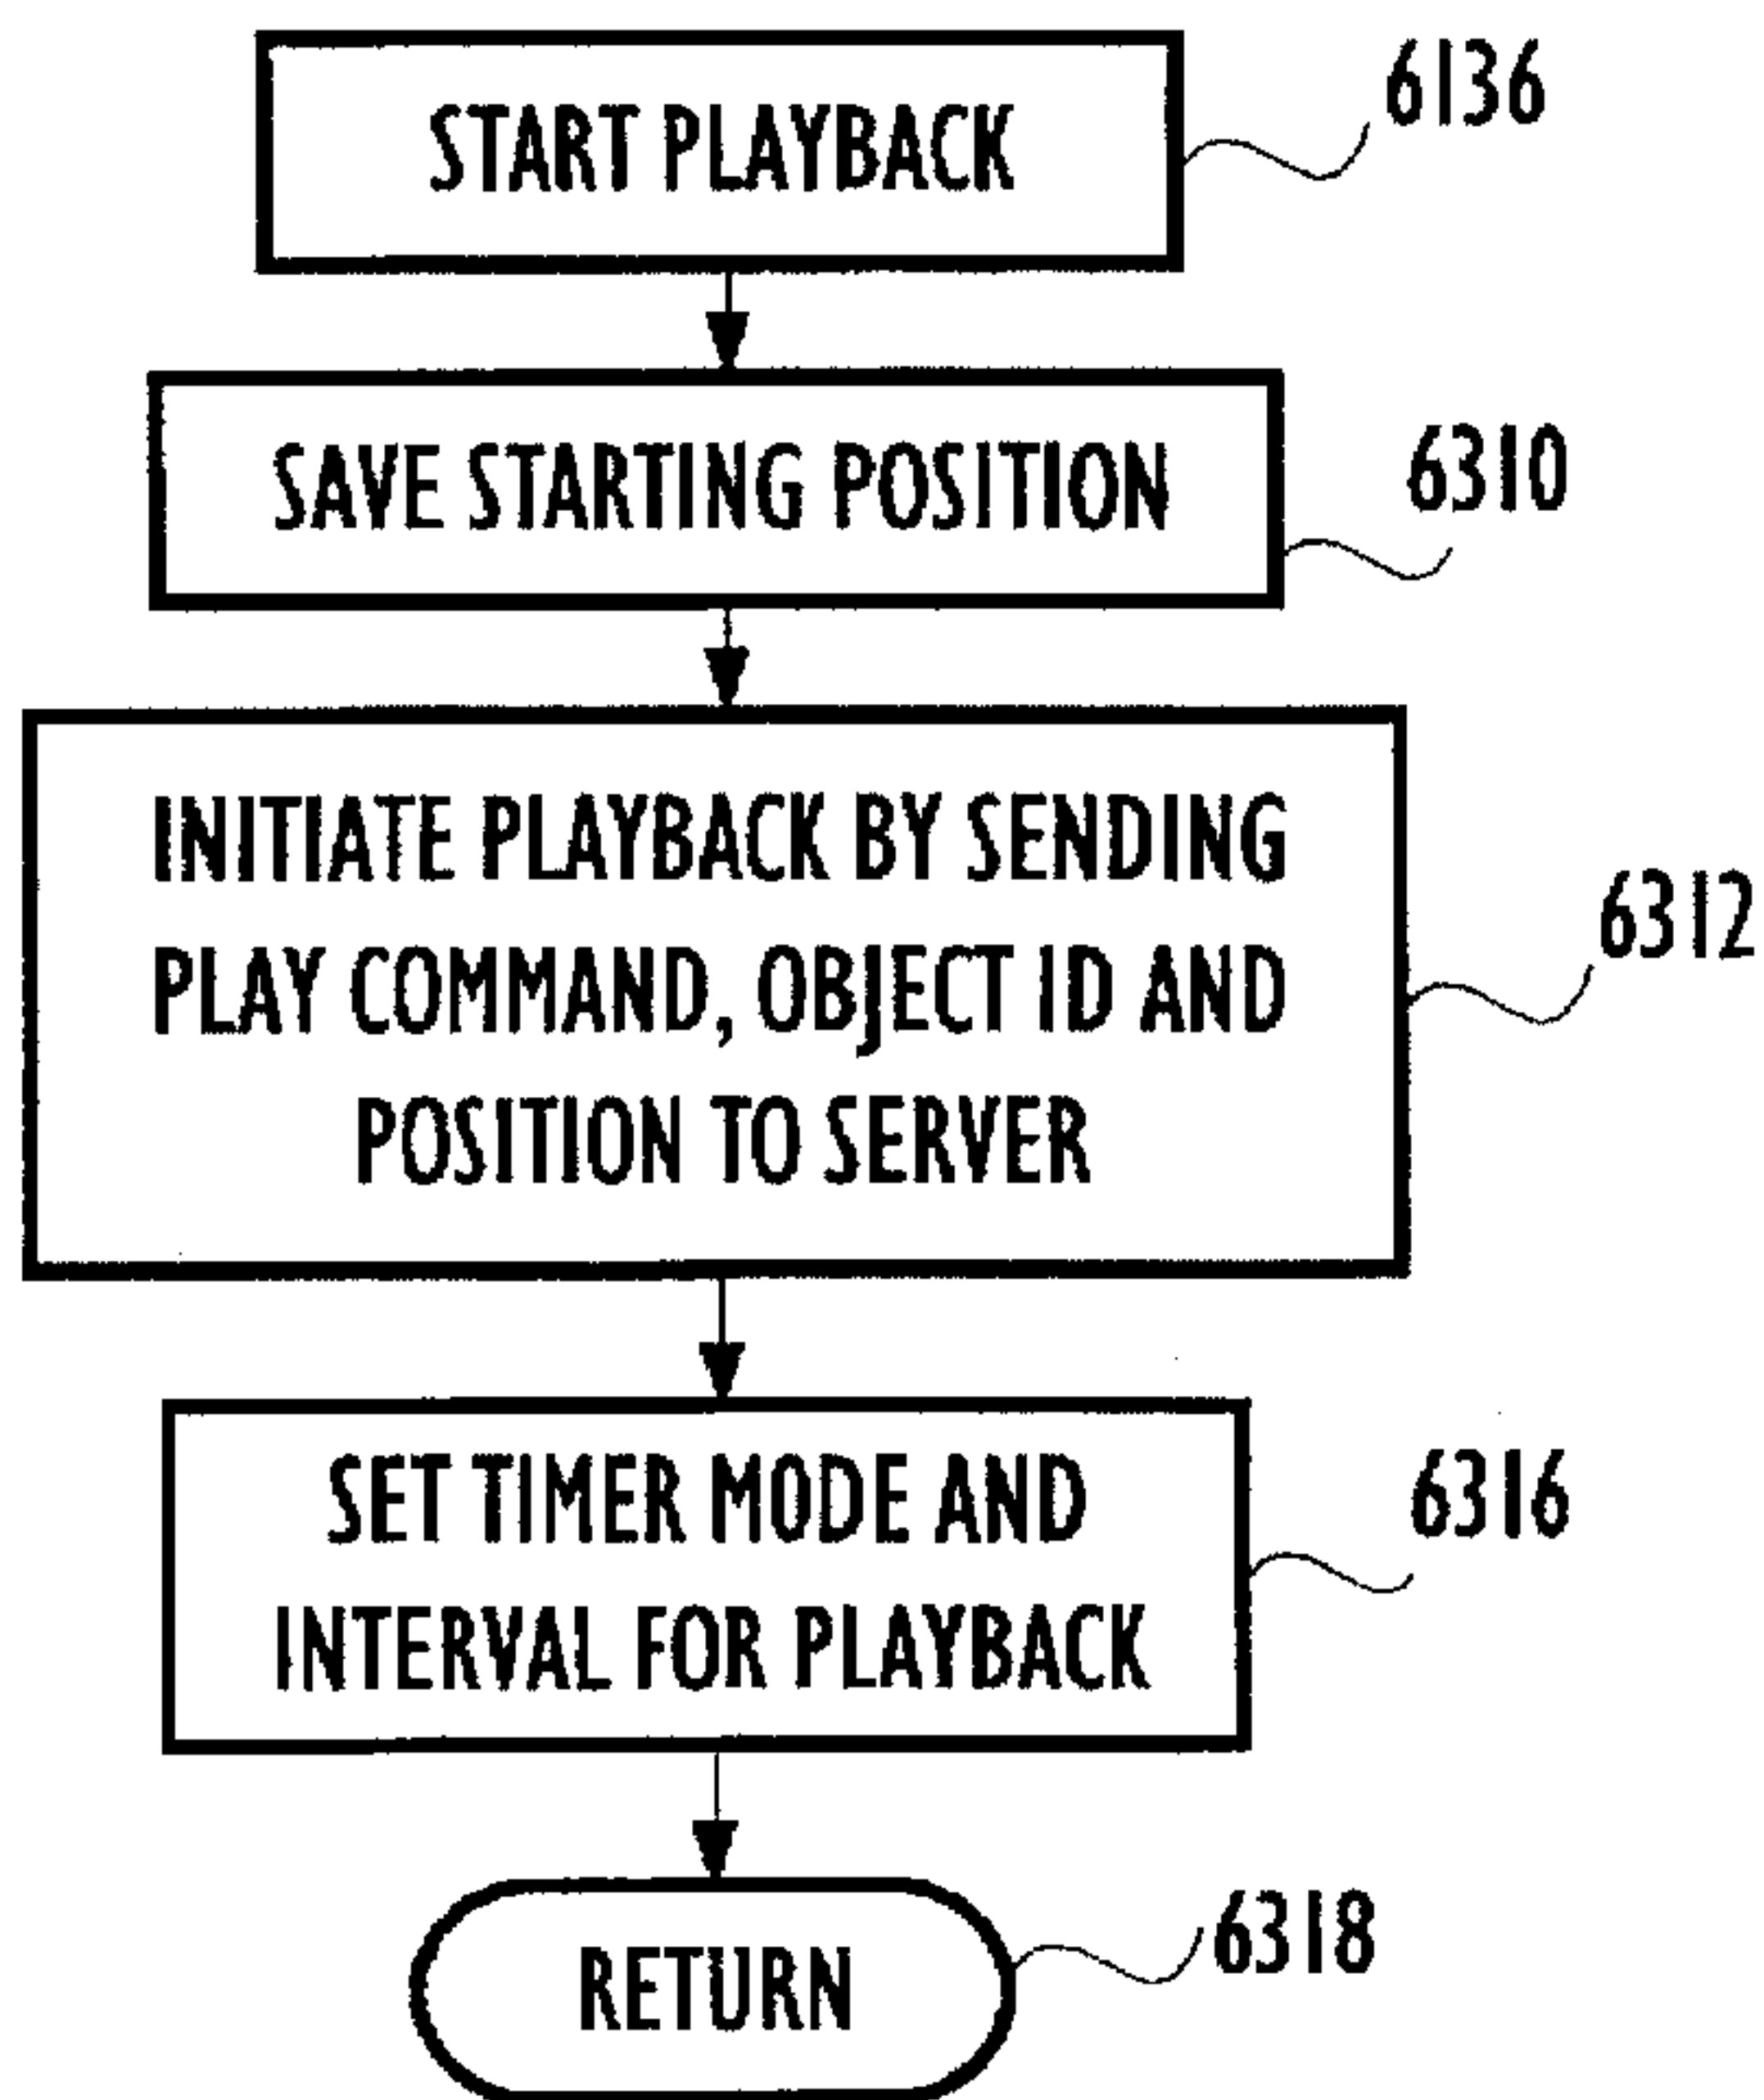 START PLAYBACK
6136
SAVE STARTING POSITION
6310
INITIATE PLAYBACK BY SENDING
PLAY COMMAND, OBJECT ID AND
POSITION TO SERVER
6312
SET TIMER MODE AND
INTERVAL FOR PLAYBACK
6316
RETURN
6318